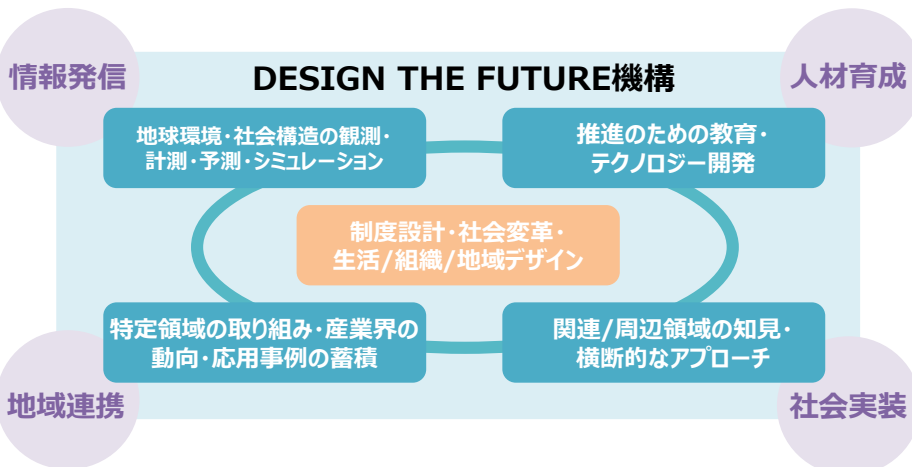 情報発信
DESIGN THE FUTURE機構
人材育成
地球環境・社会構造の観測・
計測・予測・シミュレーション
推進のための教育・
テクノロジー開発
制度設計・社会変革・
生活/組織/地域デザイン
特定領域の取り組み・産業界の
動向・応用事例の蓄積
関連/周辺領域の知見・
横断的なアプローチ
地域連携
社会実装